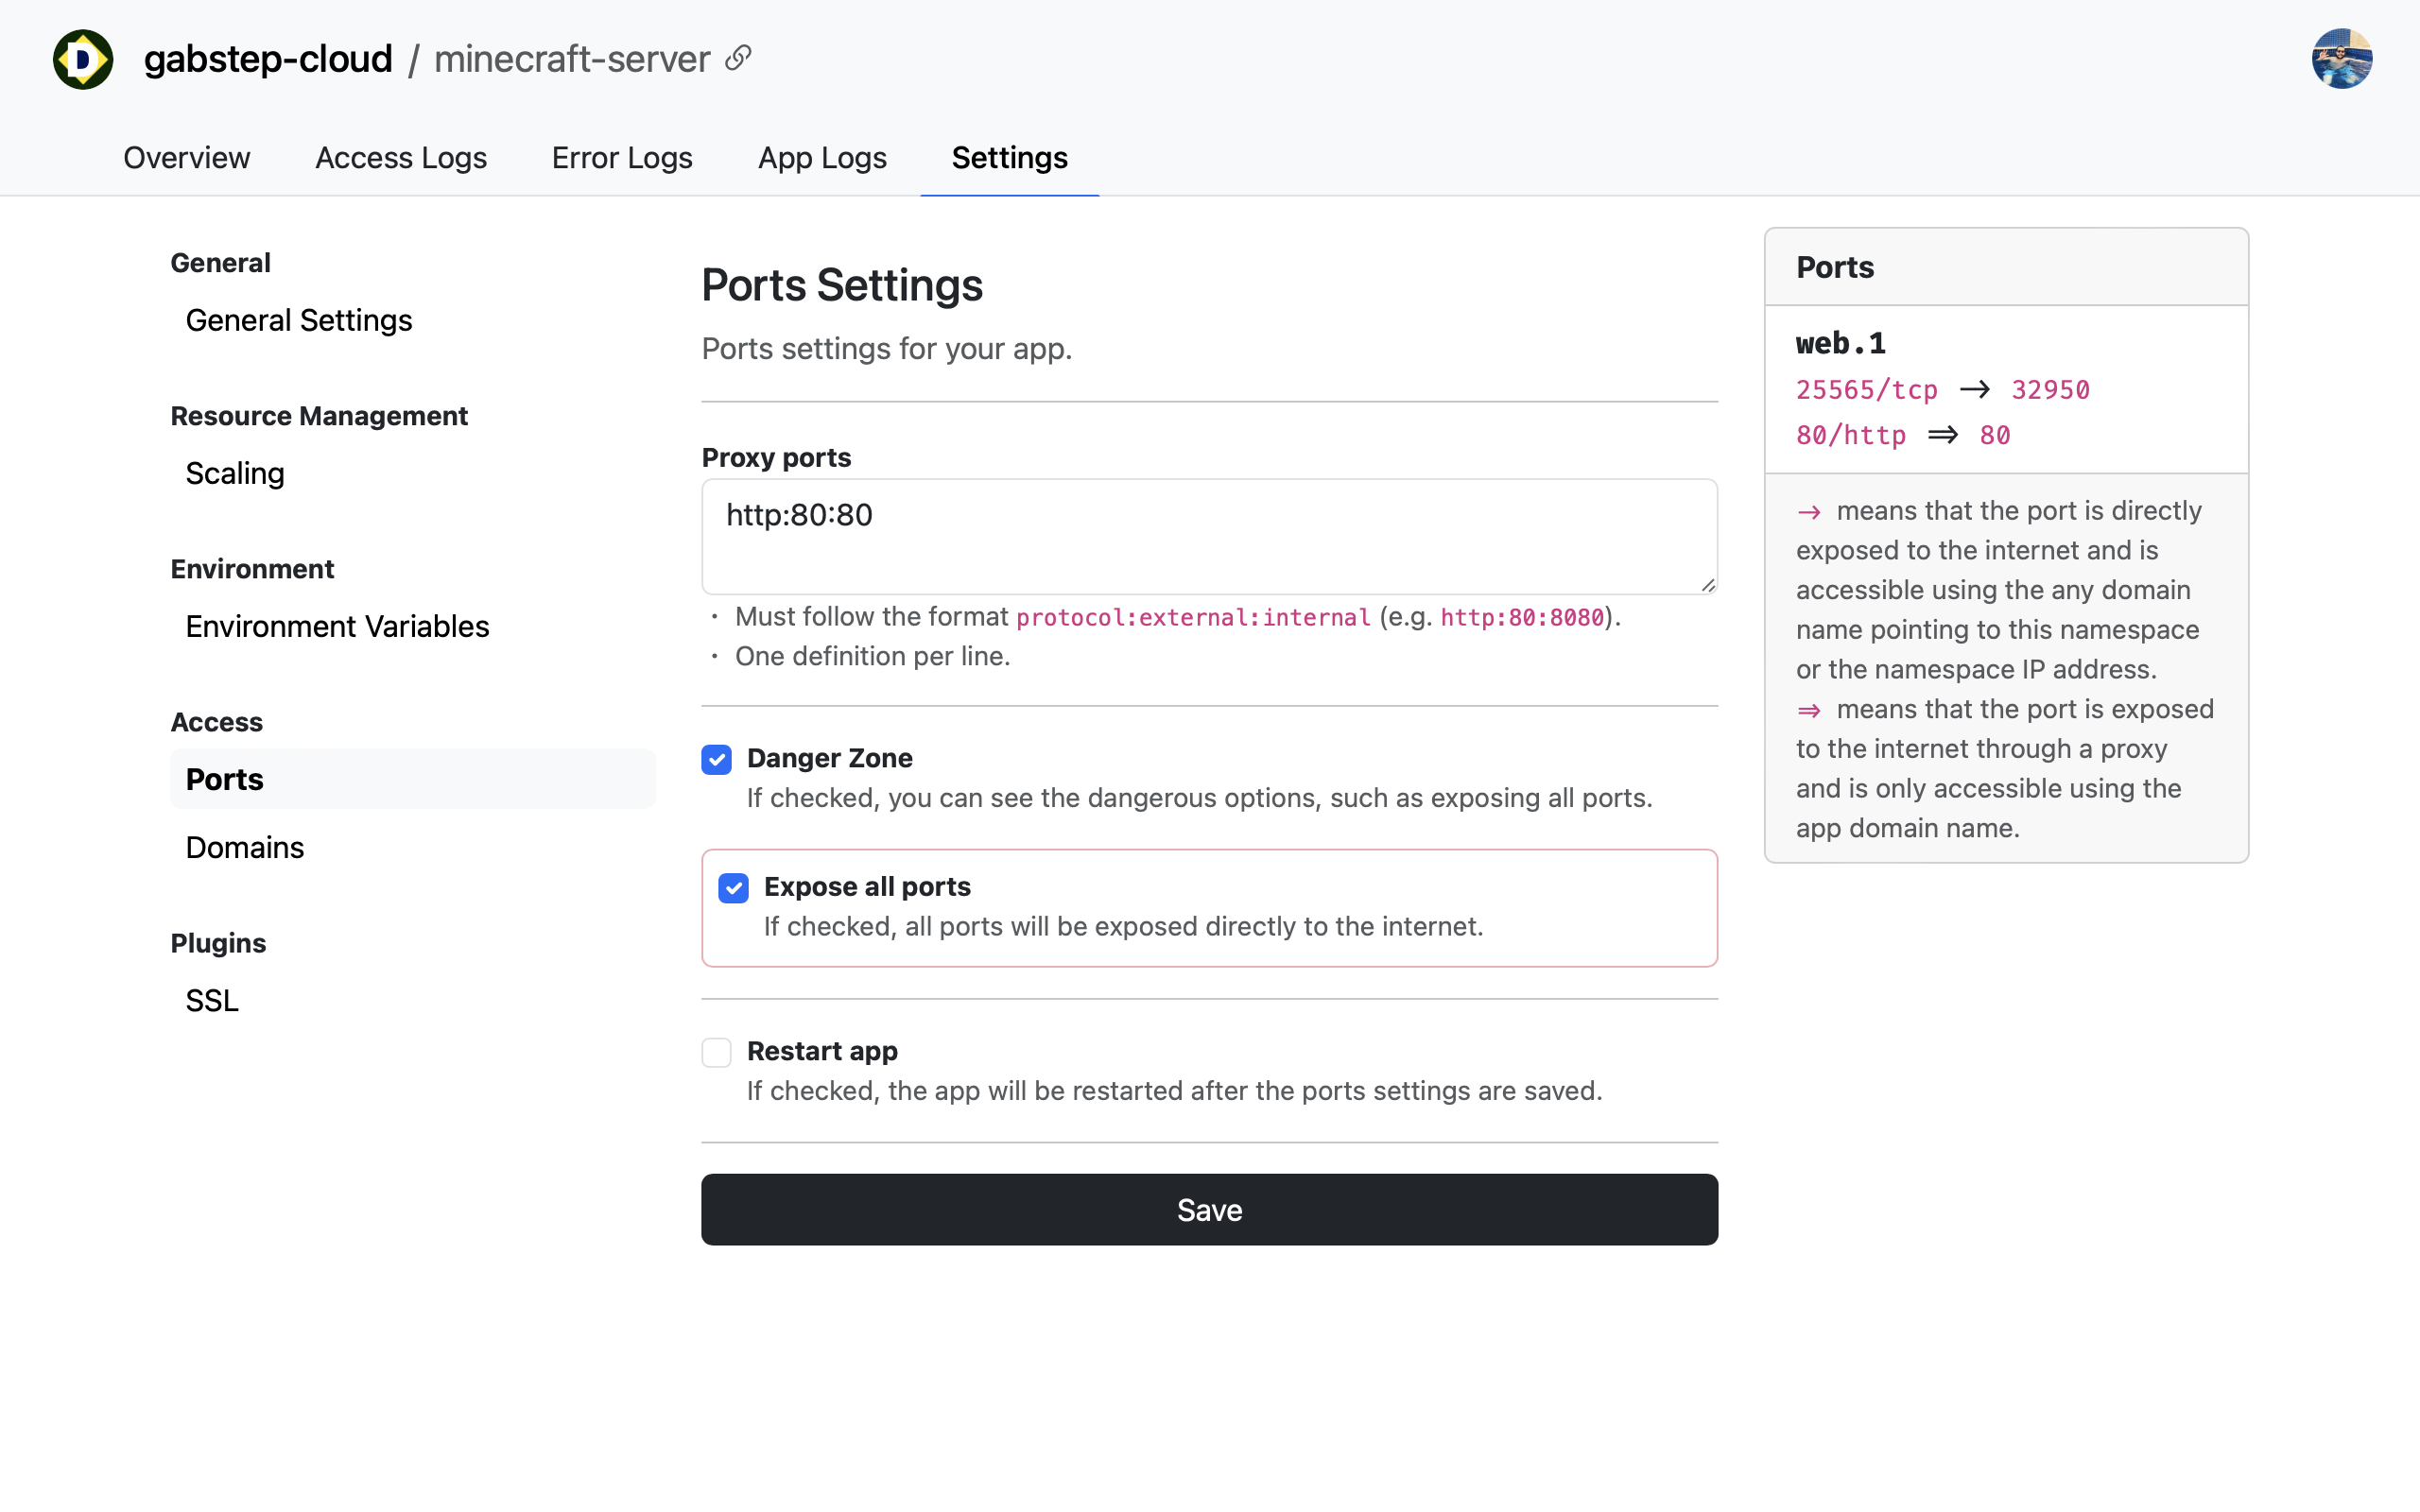 D
gabstep-cloud / minecraft-server
Overview
Access Logs
Error Logs
App Logs
Settings
General
General Settings
Resource Management
Scaling
Environment
Environment Variables
Access
Ports
Domains
Plugins
SSL
Ports Settings
Ports settings for your app.
Proxy ports
http:80:80
• Must follow the format protocol:external:internal (e.g. http:80:8080).
• One definition per line.
Danger Zone
If checked, you can see the dangerous options, such as exposing all ports.
Expose all ports
If checked, all ports will be exposed directly to the internet.
Restart app
If checked, the app will be restarted after the ports settings are saved.
Save
Ports
web.1
25565/tcp → 32950
80/http ⇒ 80
→ means that the port is directly
exposed to the internet and is
accessible using the any domain
name pointing to this namespace
or the namespace IP address.
⇒ means that the port is exposed
to the internet through a proxy
and is only accessible using the
app domain name.